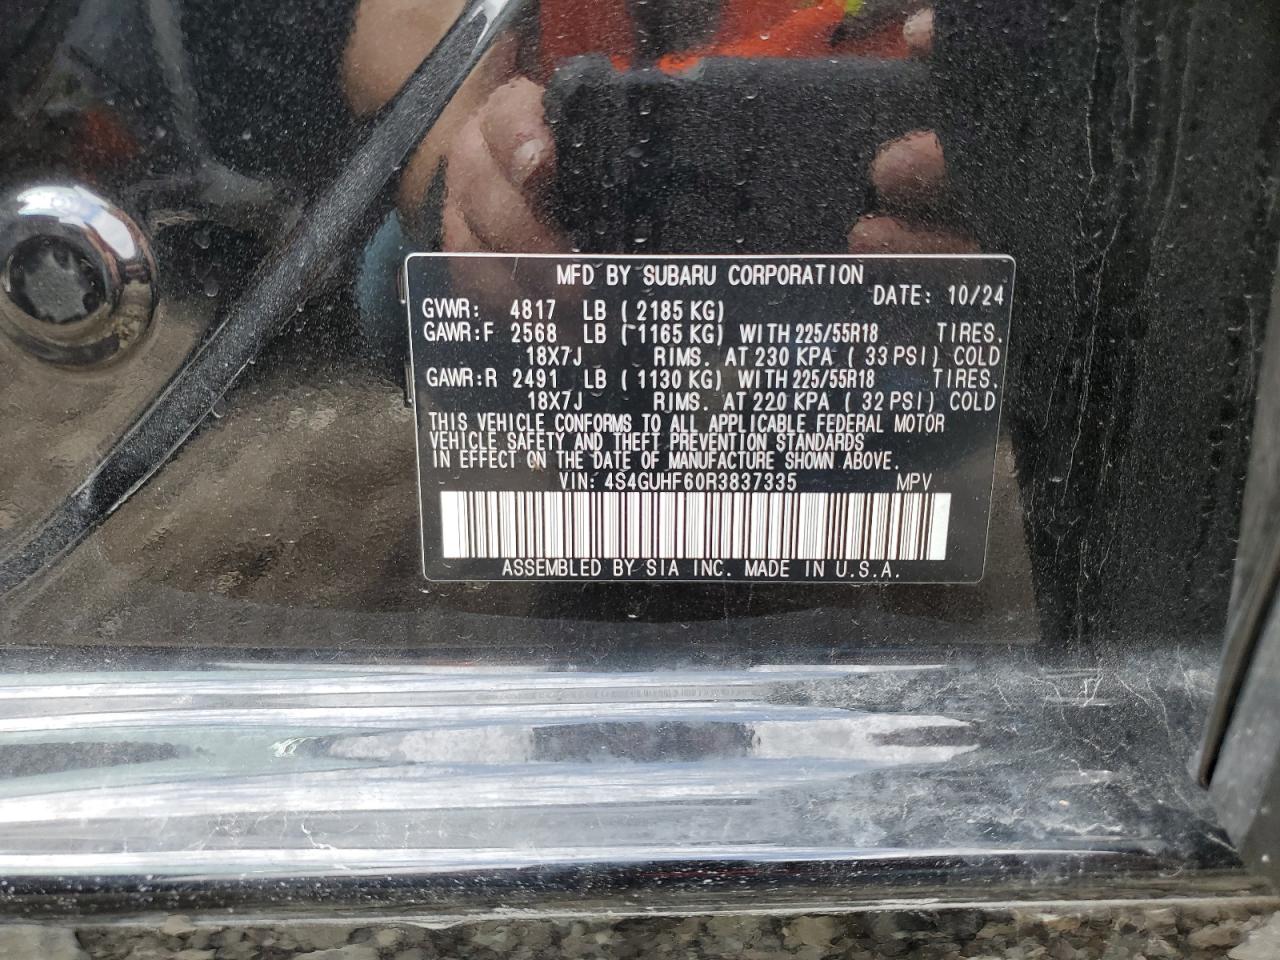 MFD BY SUBARU CORPORATION
DATE: 10/24
GVWR: 4817 LB ( 2185 KG)
GAWR:F 2568 LB ( 1165 KG) WITH 225/55R18 TIRES.
18X7J RIMS. AT 230 KPA ( 33 PSI) COLD
GAWR:R 2491 LB ( 1130 KG) WITH 225/55R18 TIRES.
18X7J RIMS. AT 220 KPA ( 32 PSI) COLD
THIS VEHICLE CONFORMS TO ALL APPLICABLE FEDERAL MOTOR
VEHICLE SAFETY AND THEFT PREVENTION STANDARDS
IN EFFECT ON THE DATE OF MANUFACTURE SHOWN ABOVE.
VIN: 4S4GUHF60R3837335 MPV
ASSEMBLED BY SIA INC. MADE IN U.S.A.